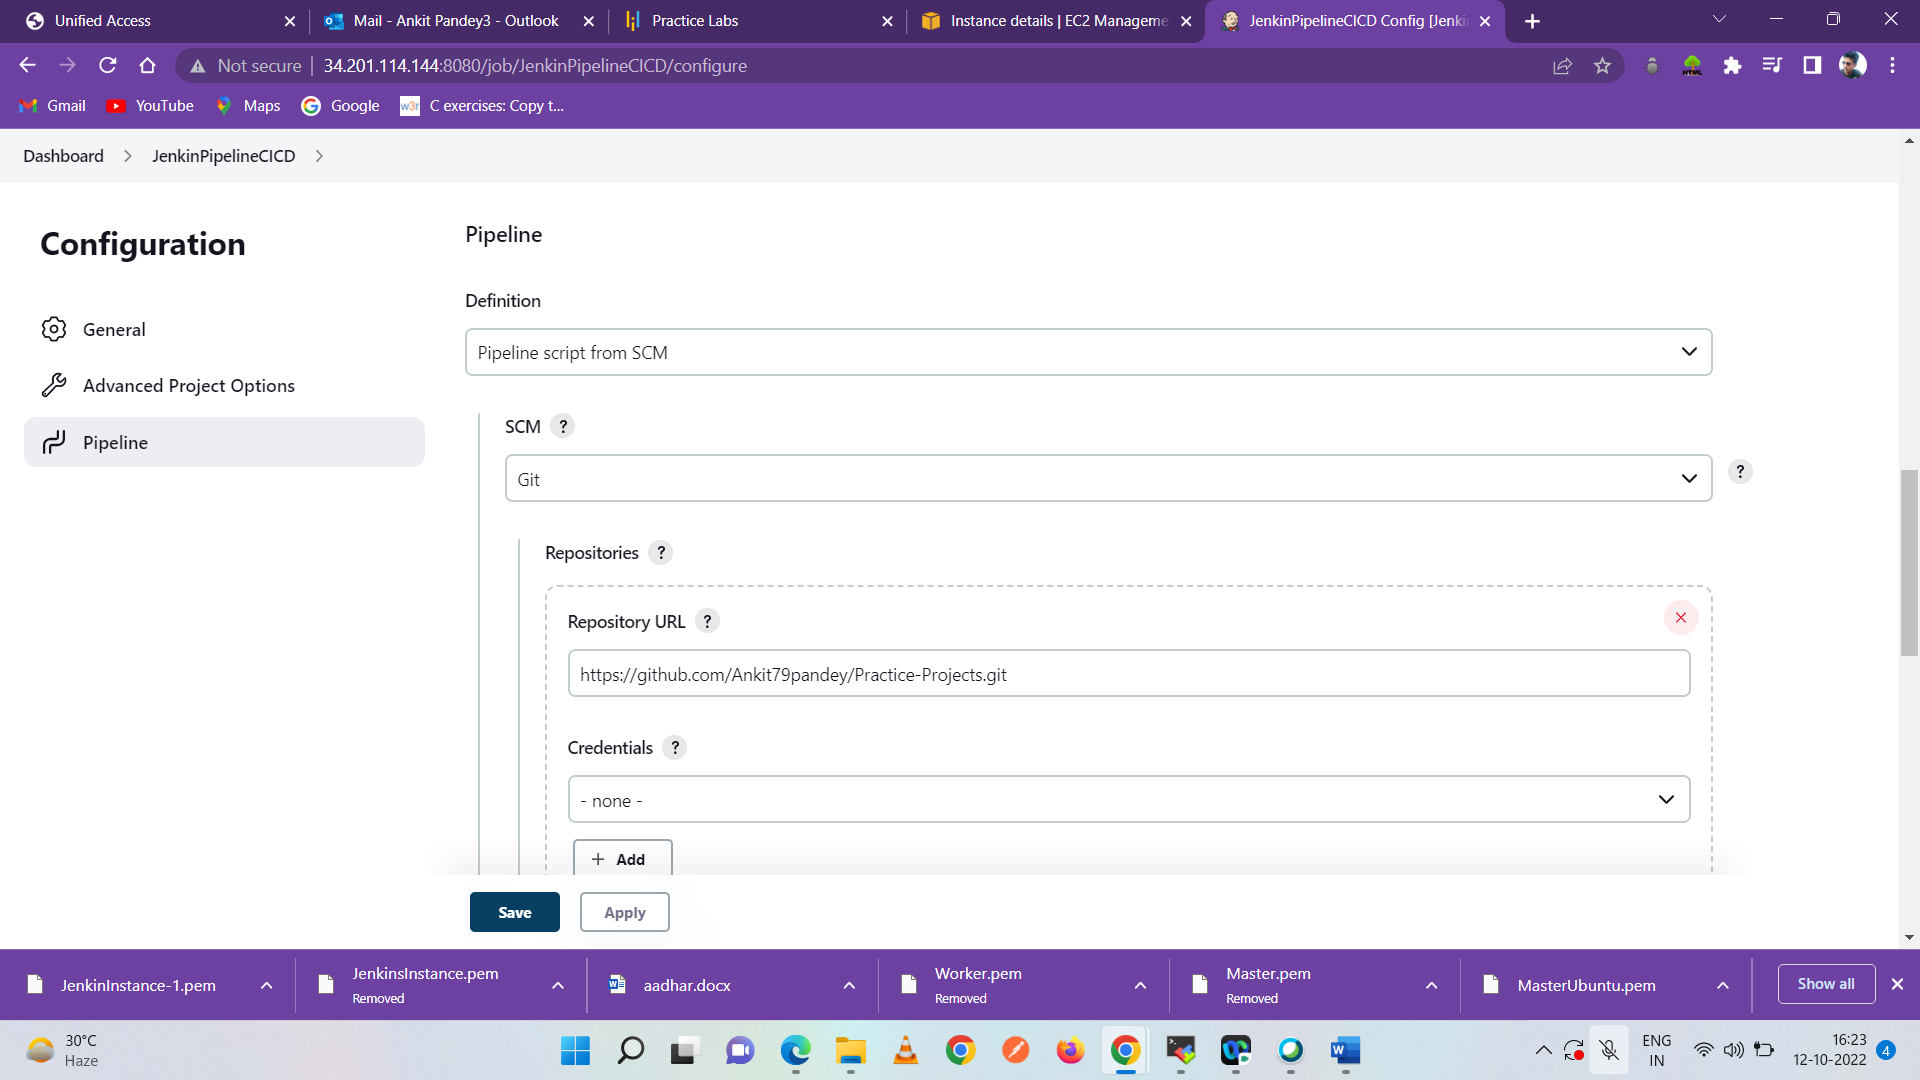 Unified Access
Mail - Ankit Pandey3 - Outlook
Practice Labs
Instance details | EC2 Manageme
JenkinPipelineCICD Config [Jenki
Not secure
34.201.114.144:8080/job/JenkinPipelineCICD/configure
Gmail
YouTube
Maps
Google
C exercises: Copy t...
Dashboard
JenkinPipelineCICD
Configuration
General
Advanced Project Options
Pipeline
Pipeline
Definition
Pipeline script from SCM
SCM ?
Git
?
Repositories ?
Repository URL ?
https://github.com/Ankit79pandey/Practice-Projects.git
Credentials ?
- none -
+ Add
Save
Apply
JenkinInstance-1.pem
JenkinsInstance.pem
Removed
aadhar.docx
Worker.pem
Removed
Master.pem
Removed
MasterUbuntu.pem
Show all
30°C
Haze
ENG
IN
16:23
12-10-2022
4